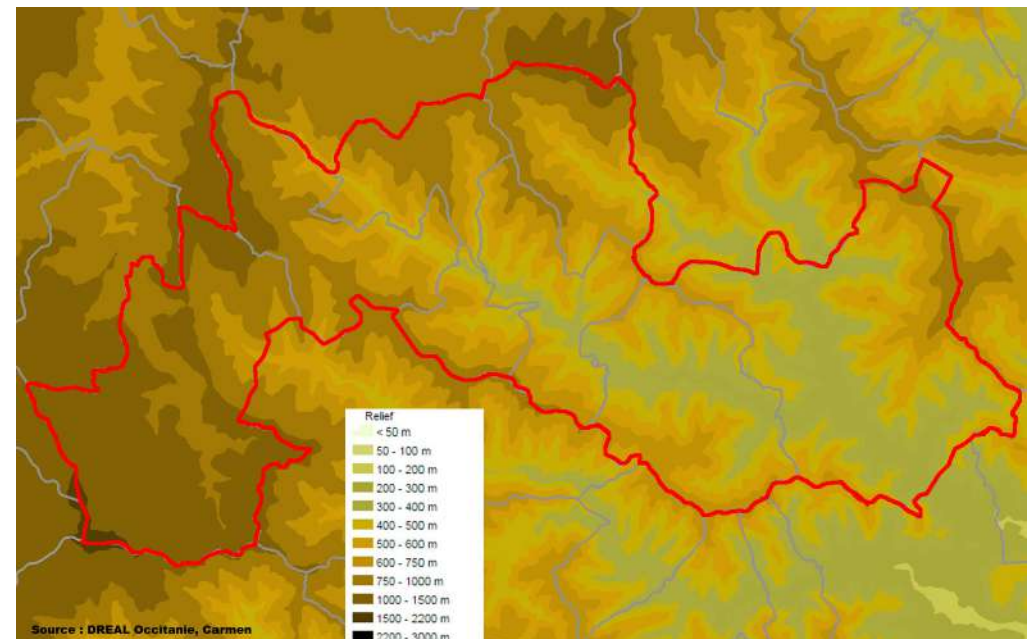 Relief
< 50 m
50 - 100 m
100 - 200 m
200 - 300 m
300 - 400 m
400 - 500 m
500 - 600 m
600 - 750 m
750 - 1000 m
1000 - 1500 m
1500 - 2200 m
2200 - 3000 m
Source : DREAL Occitanie, Carmen